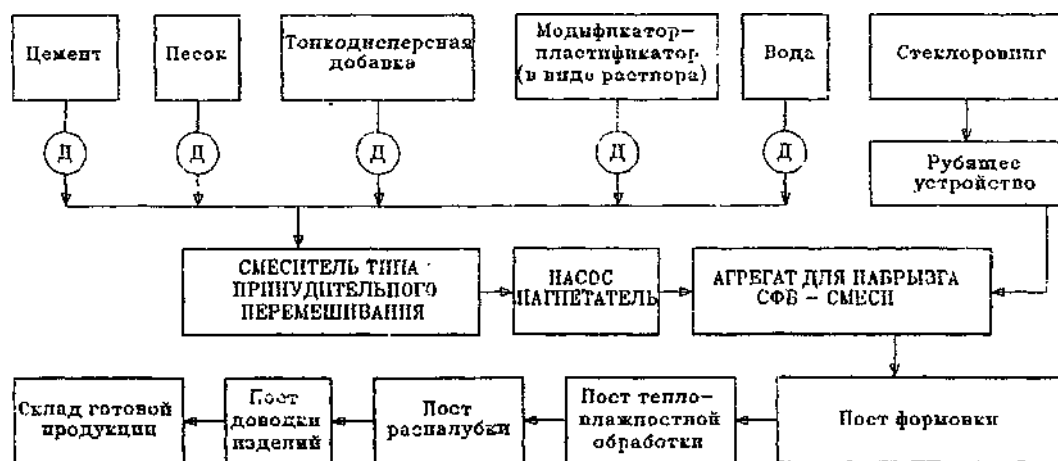 Цемент
Песок
Тонкодисперсная
добавка
Модификатор-
пластификатор
(в виде раствора)
Вода
Стеклоровинг
Д
Д
Д
Д
Д
Рубящее
устройство
СМЕСИТЕЛЬ ТИПА
ПРИНУДИТЕЛЬНОГО
ПЕРЕМЕШИВАНИЯ
НАСОС
НАГНЕТАТЕЛЬ
АГРЕГАТ ДЛЯ НАБРЫЗГА
СФБ – СМЕСИ
Склад готовой
продукции
Пост
доводки
изделий
Пост
распалубки
Пост тепло-
влажностной
обработки
Пост формовки